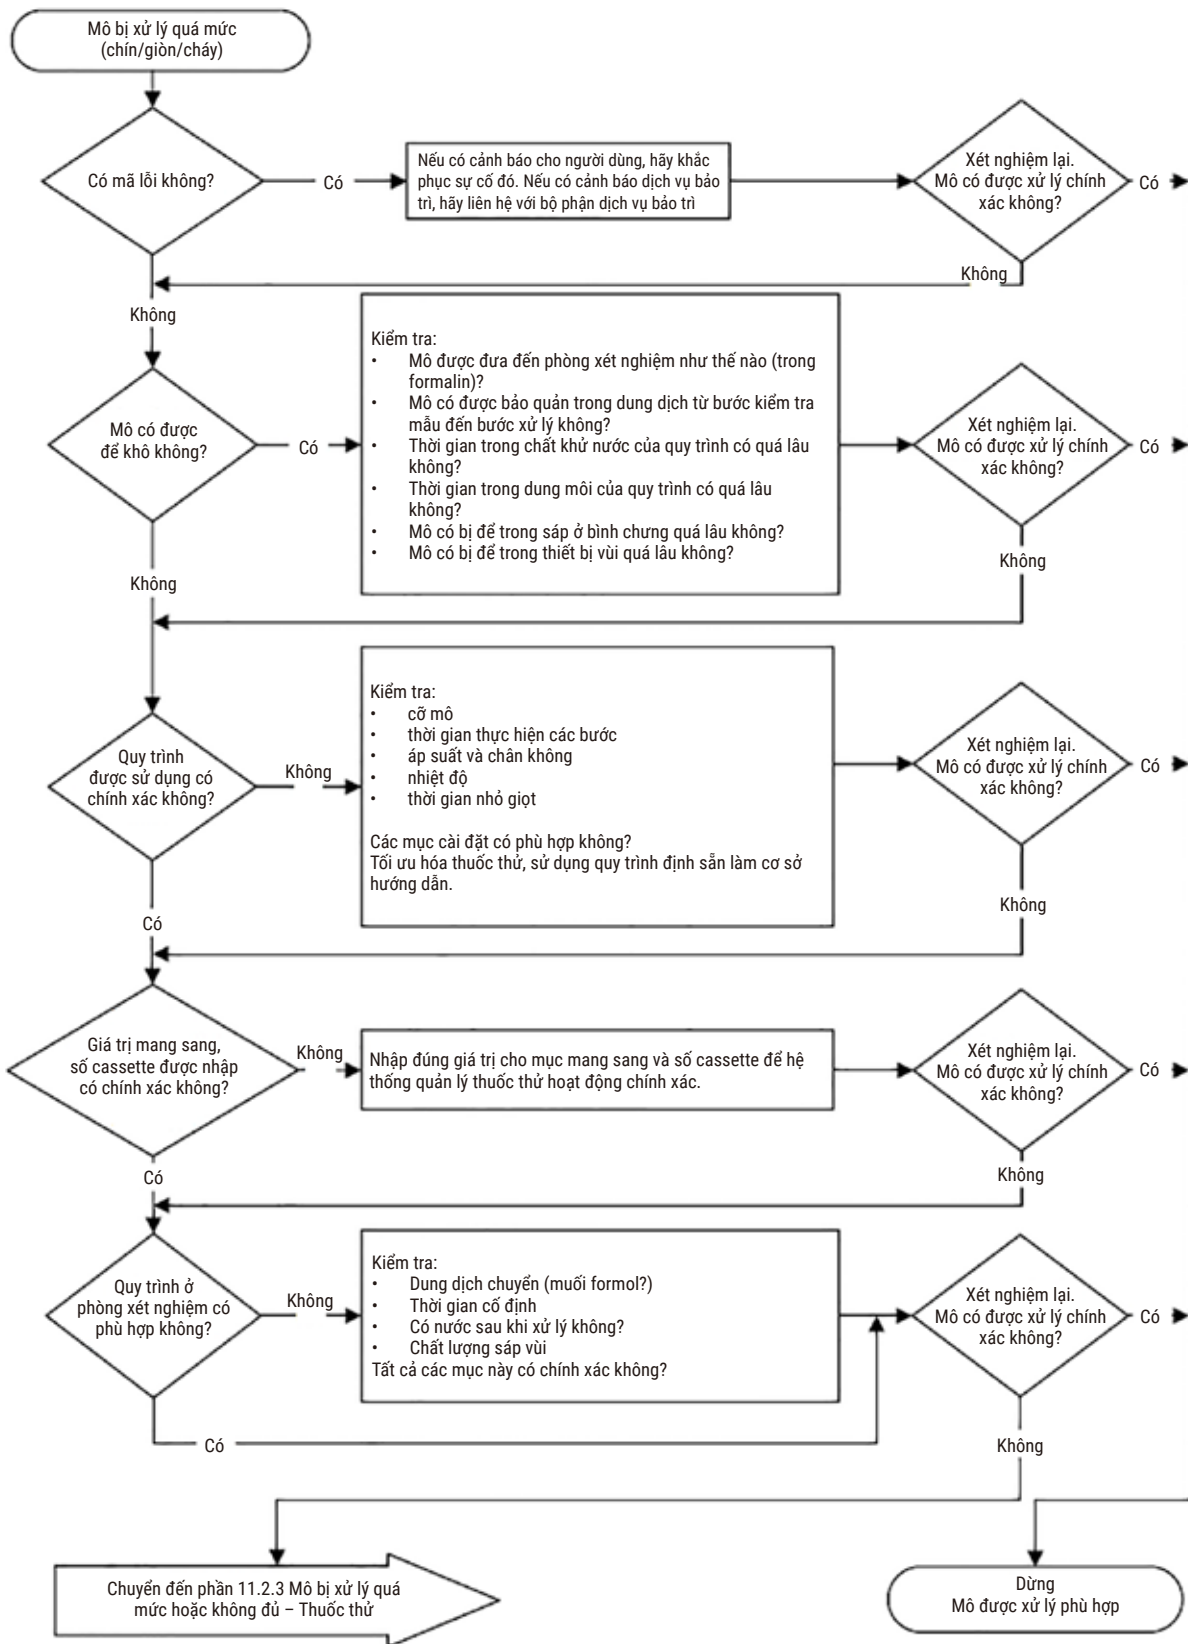 Mô bị xử lý quá mức
(chín/giòn/cháy)
Có mã lỗi không?
Có
Nếu có cảnh báo cho người dùng, hãy khắc
phục sự cố đó. Nếu có cảnh báo dịch vụ bảo
trì, hãy liên hệ với bộ phận dịch vụ bảo trì
Xét nghiệm lại.
Mô có được xử lý chính
xác không?
Có
Không
Không
Mô có được
để khô không?
Có
Kiểm tra:
• Mô được đưa đến phòng xét nghiệm như thế nào (trong
formalin)?
• Mô có được bảo quản trong dung dịch từ bước kiểm tra
mẫu đến bước xử lý không?
• Thời gian trong chất khử nước của quy trình có quá lâu
không?
• Thời gian trong dung môi của quy trình có quá lâu
không?
• Mô có bị để trong sáp ở bình chưng quá lâu không?
• Mô có bị để trong thiết bị vùi quá lâu không?
Xét nghiệm lại.
Mô có được xử lý chính
xác không?
Có
Không
Không
Quy trình
được sử dụng có
chính xác không?
Không
Kiểm tra:
• cỡ mô
• thời gian thực hiện các bước
• áp suất và chân không
• nhiệt độ
• thời gian nhỏ giọt
Các mục cài đặt có phù hợp không?
Tối ưu hóa thuốc thử, sử dụng quy trình định sẵn làm cơ sở
hướng dẫn.
Xét nghiệm lại.
Mô có được xử lý chính
xác không?
Có
Không
Có
Giá trị mang sang,
số cassette được nhập
có chính xác không?
Không
Nhập đúng giá trị cho mục mang sang và số cassette để hệ
thống quản lý thuốc thử hoạt động chính xác.
Xét nghiệm lại.
Mô có được xử lý chính
xác không?
Có
Không
Có
Quy trình ở
phòng xét nghiệm có
phù hợp không?
Không
Kiểm tra:
• Dung dịch chuyển (muối formol?)
• Thời gian cố định
• Có nước sau khi xử lý không?
• Chất lượng sáp vùi
Tất cả các mục này có chính xác không?
Xét nghiệm lại.
Mô có được xử lý chính
xác không?
Có
Có
Không
Chuyển đến phần 11.2.3 Mô bị xử lý quá
mức hoặc không đủ – Thuốc thử
Dừng
Mô được xử lý phù hợp